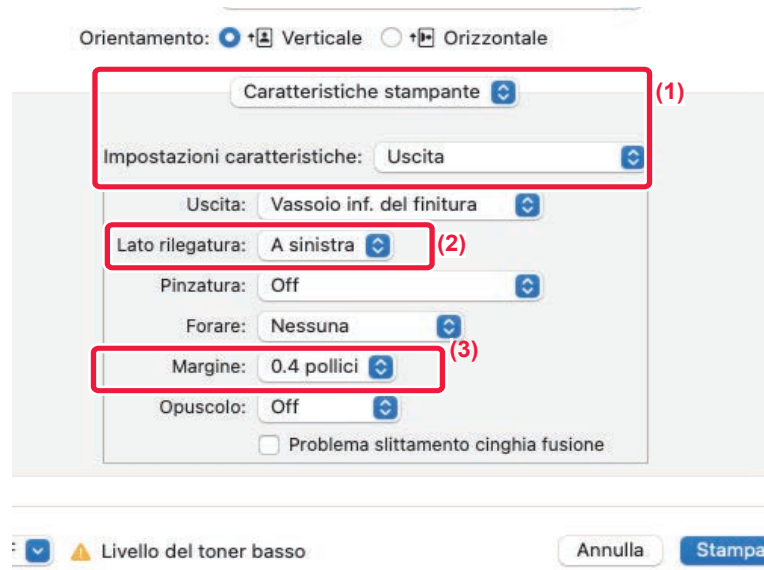 Orientamento: Verticale Orizzontale
Caratteristiche stampante (1)
Impostazioni caratteristiche: Uscita
Uscita: Vassoio inf. del finitura
Lato rilegatura: A sinistra (2)
Pinzatura: Off
Forare: Nessuna
(3)
Margine: 0.4 pollici
Opuscolo: Off
Problema slittamento cinghia fusione
Livello del toner basso Annulla Stampa